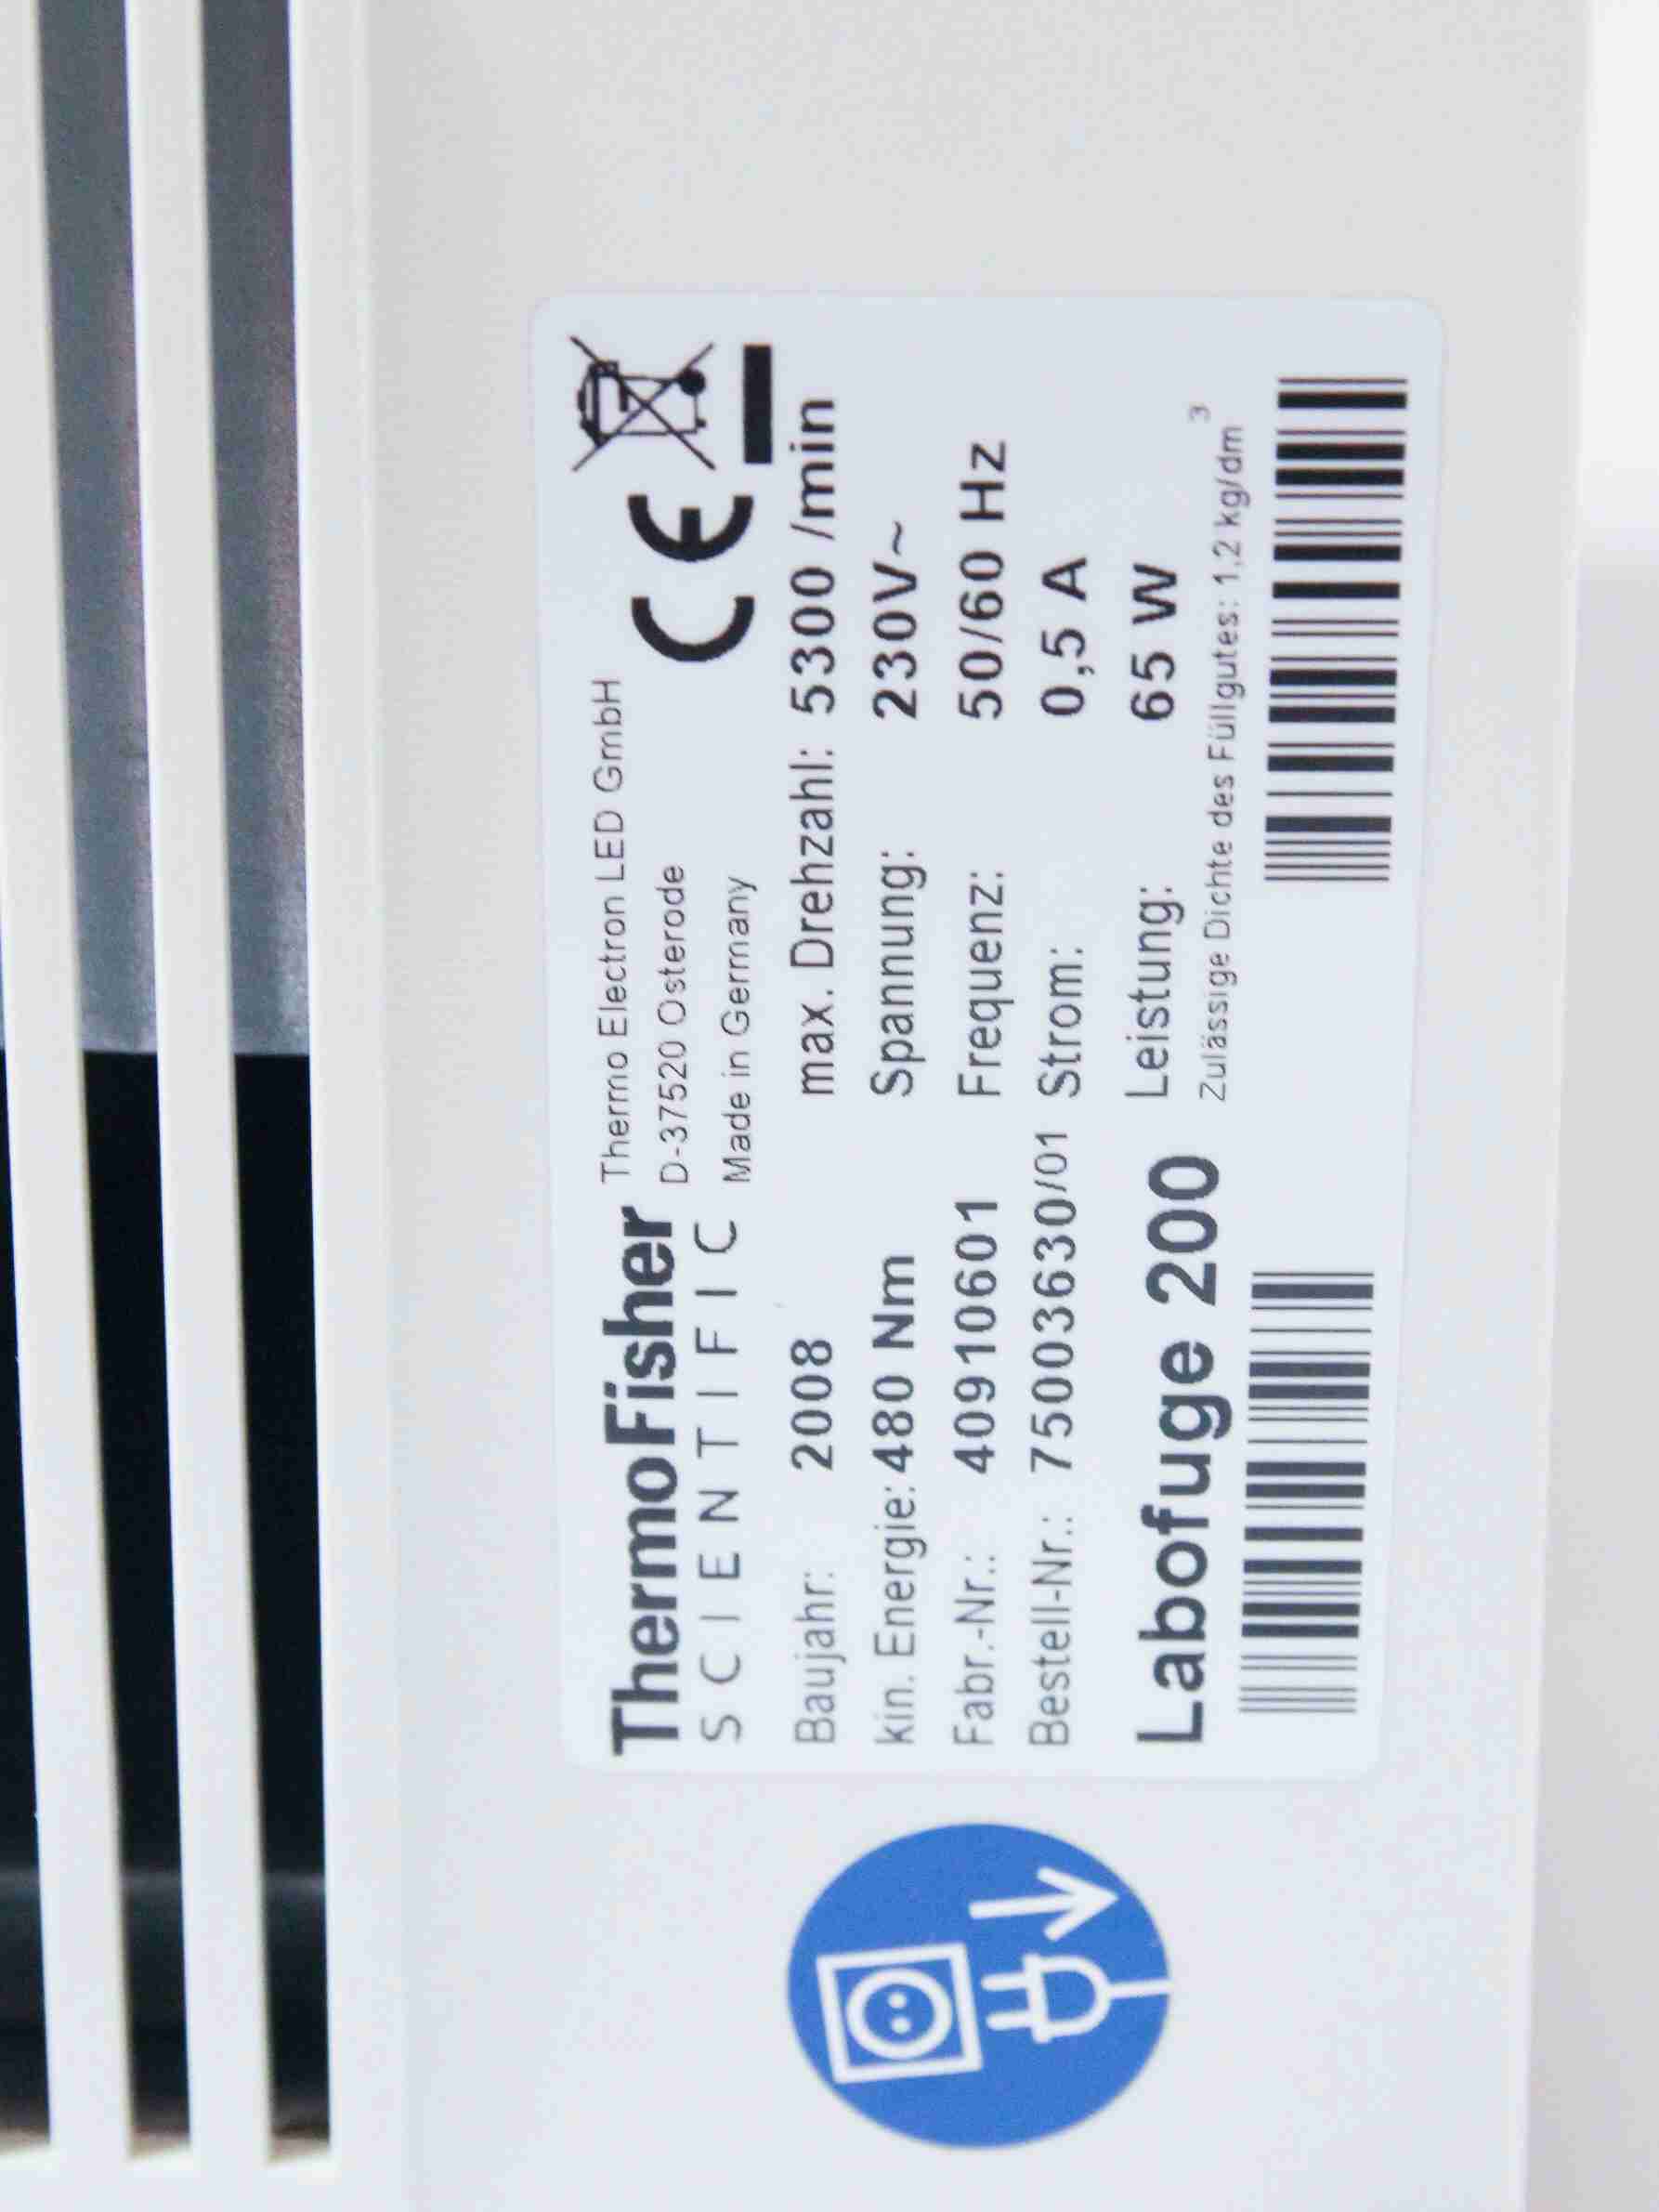 ThermoFisher
SCIENTIFIC
Thermo Electron LED GmbH
D-37520 Osterode
Made in Germany
CE
Baujahr: 2008 max. Drehzahl: 5300 /min
kin. Energie: 480 Nm Spannung: 230V~
Fabr.-Nr.: 40910601 Frequenz: 50/60 Hz
Bestell-Nr.: 75003630/01 Strom: 0,5 A
Labofuge 200 Leistung: 65 W
Zulässige Dichte des Füllgutes: 1,2 kg/dm³